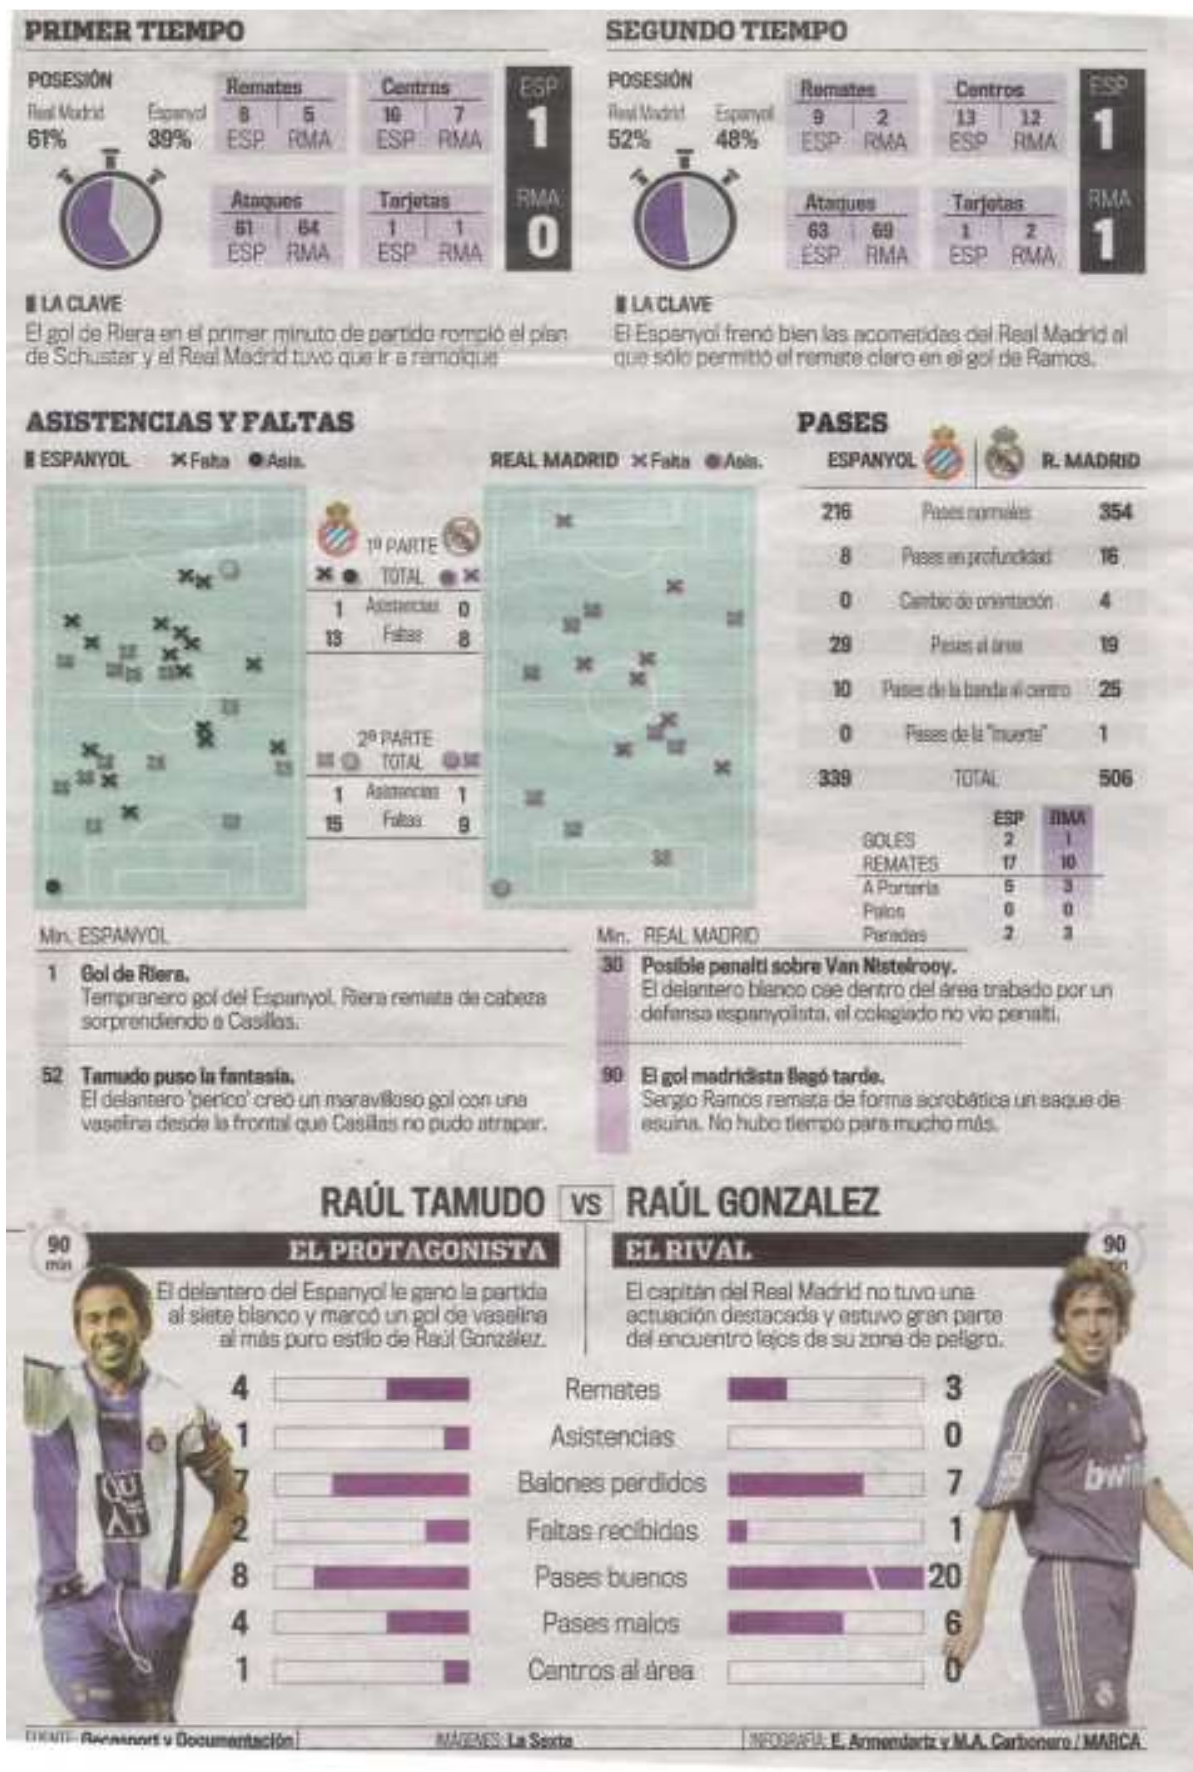 PRIMER TIEMPO
POSESIÓN
Real Madrid Espanyol
61% 39%
Remates
8 5
ESP RMA
Centros
16 7
ESP RMA
Ataques
61 64
ESP RMA
Tarjetas
1 1
ESP RMA
ESP
1
RMA
0
LA CLAVE
El gol de Riera en el primer minuto de partido rompió el plan
de Schuster y el Real Madrid tuvo que ir a remolque
SEGUNDO TIEMPO
POSESIÓN
Real Madrid Espanyol
52% 48%
Remates
9 2
ESP RMA
Centros
13 12
ESP RMA
Ataques
63 69
ESP RMA
Tarjetas
1 2
ESP RMA
ESP
1
RMA
1
LA CLAVE
El Espanyol frenó bien las acometidas del Real Madrid al
que sólo permitió el remate claro en el gol de Ramos.
ASISTENCIAS Y FALTAS
ESPANYOL Falta Asis.
REAL MADRID Falta Asis.
1ª PARTE
TOTAL
1 Asistencias 0
13 Faltas 8
2ª PARTE
TOTAL
1 Asistencias 1
15 Faltas 9
PASES
ESPANYOL R. MADRID
216 Pases normales 354
8 Pases en profundidad 16
0 Cambio de orientación 4
29 Pases al área 19
10 Pases de la banda al centro 25
0 Pases de la "muerte" 1
339 TOTAL 506
ESP RMA
GOLES 2 1
REMATES 17 10
A Portería 5 3
Palos 0 0
Paradas 2 3
Min. ESPANYOL
1 Gol de Riera.
Tempranero gol del Espanyol. Riera remata de cabeza
sorprendiendo a Casillas.
52 Tamudo puso la fantasía.
El delantero 'perico' creó un maravilloso gol con una
vaselina desde la frontal que Casillas no pudo atrapar.
Min. REAL MADRID
30 Posible penalti sobre Van Nistelrooy.
El delantero blanco cae dentro del área trabado por un
defensa espanyolista, el colegiado no vio penalti.
90 El gol madridista llegó tarde.
Sergio Ramos remata de forma acrobática un saque de
esuina. No hubo tiempo para mucho más.
RAÚL TAMUDO VS RAÚL GONZALEZ
90
min
EL PROTAGONISTA
El delantero del Espanyol le ganó la partida
al siete blanco y marcó un gol de vaselina
al más puro estilo de Raúl González.
EL RIVAL
90
El capitán del Real Madrid no tuvo una
actuación destacada y estuvo gran parte
del encuentro lejos de su zona de peligro.
4 Remates 3
1 Asistencias 0
7 Balones perdidos 7
2 Faltas recibidas 1
8 Pases buenos 20
4 Pases malos 6
1 Centros al área 0
bwin
FUENTE: Gecasport y Documentación
IMÁGENES: La Sexta
INFOGRAFÍA: E. Armendariz y M.A. Carbonero / MARCA